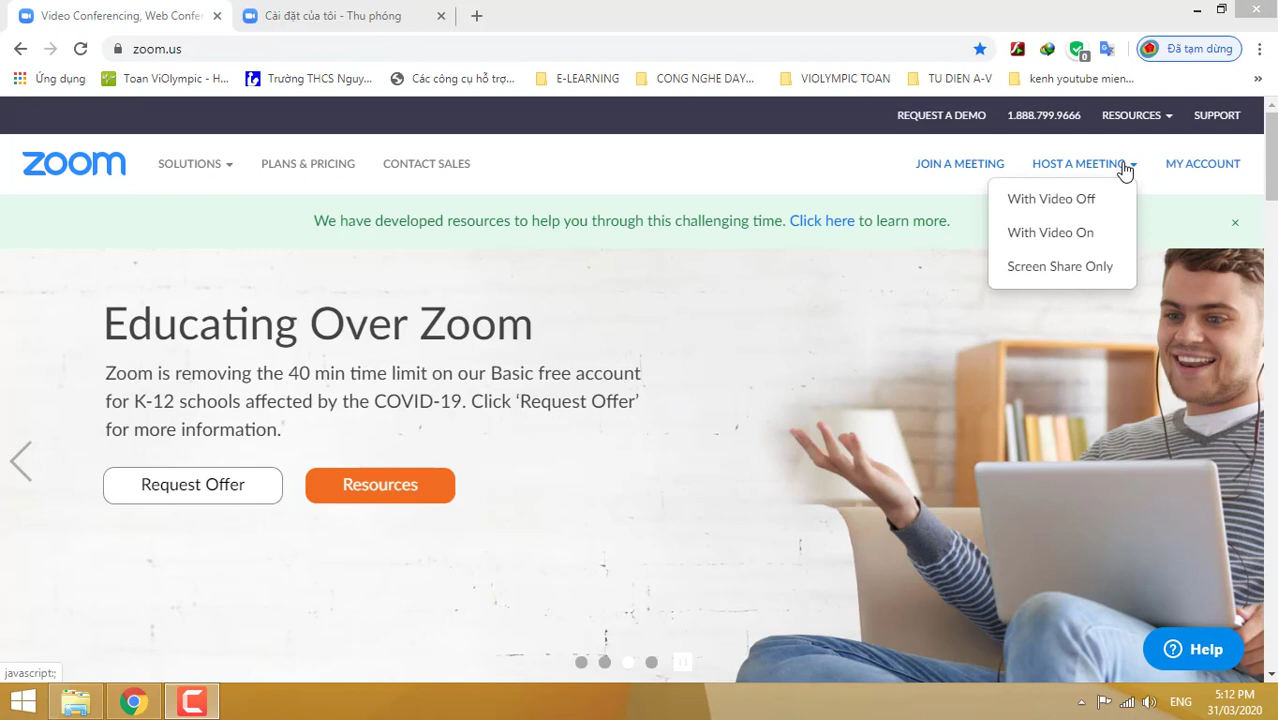 Video Conferencing, Web Confe
Cài đặt của tôi - Thu phóng
zoom.us
0
Đã tạm dừng
Ứng dụng
Toan ViOlympic - H...
Trường THCS Nguy...
Các công cụ hỗ trợ...
E-LEARNING
CONG NGHE DAY...
VIOLYMPIC TOAN
TU DIEN A-V
kenh youtube mien...
»
REQUEST A DEMO
1.888.799.9666
RESOURCES
SUPPORT
zoom
SOLUTIONS
PLANS & PRICING
CONTACT SALES
JOIN A MEETING
HOST A MEETING
MY ACCOUNT
With Video Off
With Video On
Screen Share Only
We have developed resources to help you through this challenging time. Click here to learn more.
×
Educating Over Zoom
Zoom is removing the 40 min time limit on our Basic free account
for K-12 schools affected by the COVID-19. Click ‘Request Offer’
for more information.
Request Offer
Resources
Help
javascript:;
ENG
5:12 PM
31/03/2020